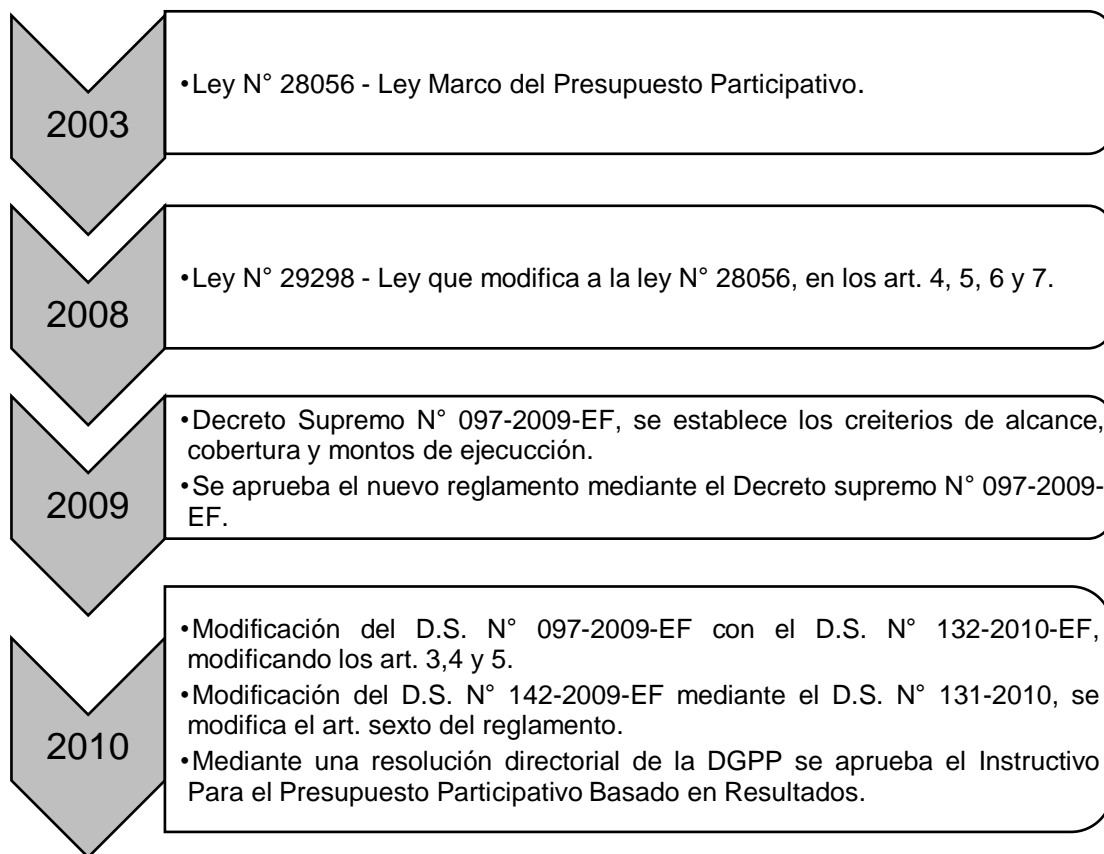 2003
•Ley N° 28056 - Ley Marco del Presupuesto Participativo.
2008
•Ley N° 29298 - Ley que modifica a la ley N° 28056, en los art. 4, 5, 6 y 7.
2009
•Decreto Supremo N° 097-2009-EF, se establece los creiterios de alcance,
cobertura y montos de ejecucción.
•Se aprueba el nuevo reglamento mediante el Decreto supremo N° 097-2009-
EF.
2010
•Modificación del D.S. N° 097-2009-EF con el D.S. N° 132-2010-EF,
modificando los art. 3,4 y 5.
•Modificación del D.S. N° 142-2009-EF mediante el D.S. N° 131-2010, se
modifica el art. sexto del reglamento.
•Mediante una resolución directorial de la DGPP se aprueba el Instructivo
Para el Presupuesto Participativo Basado en Resultados.